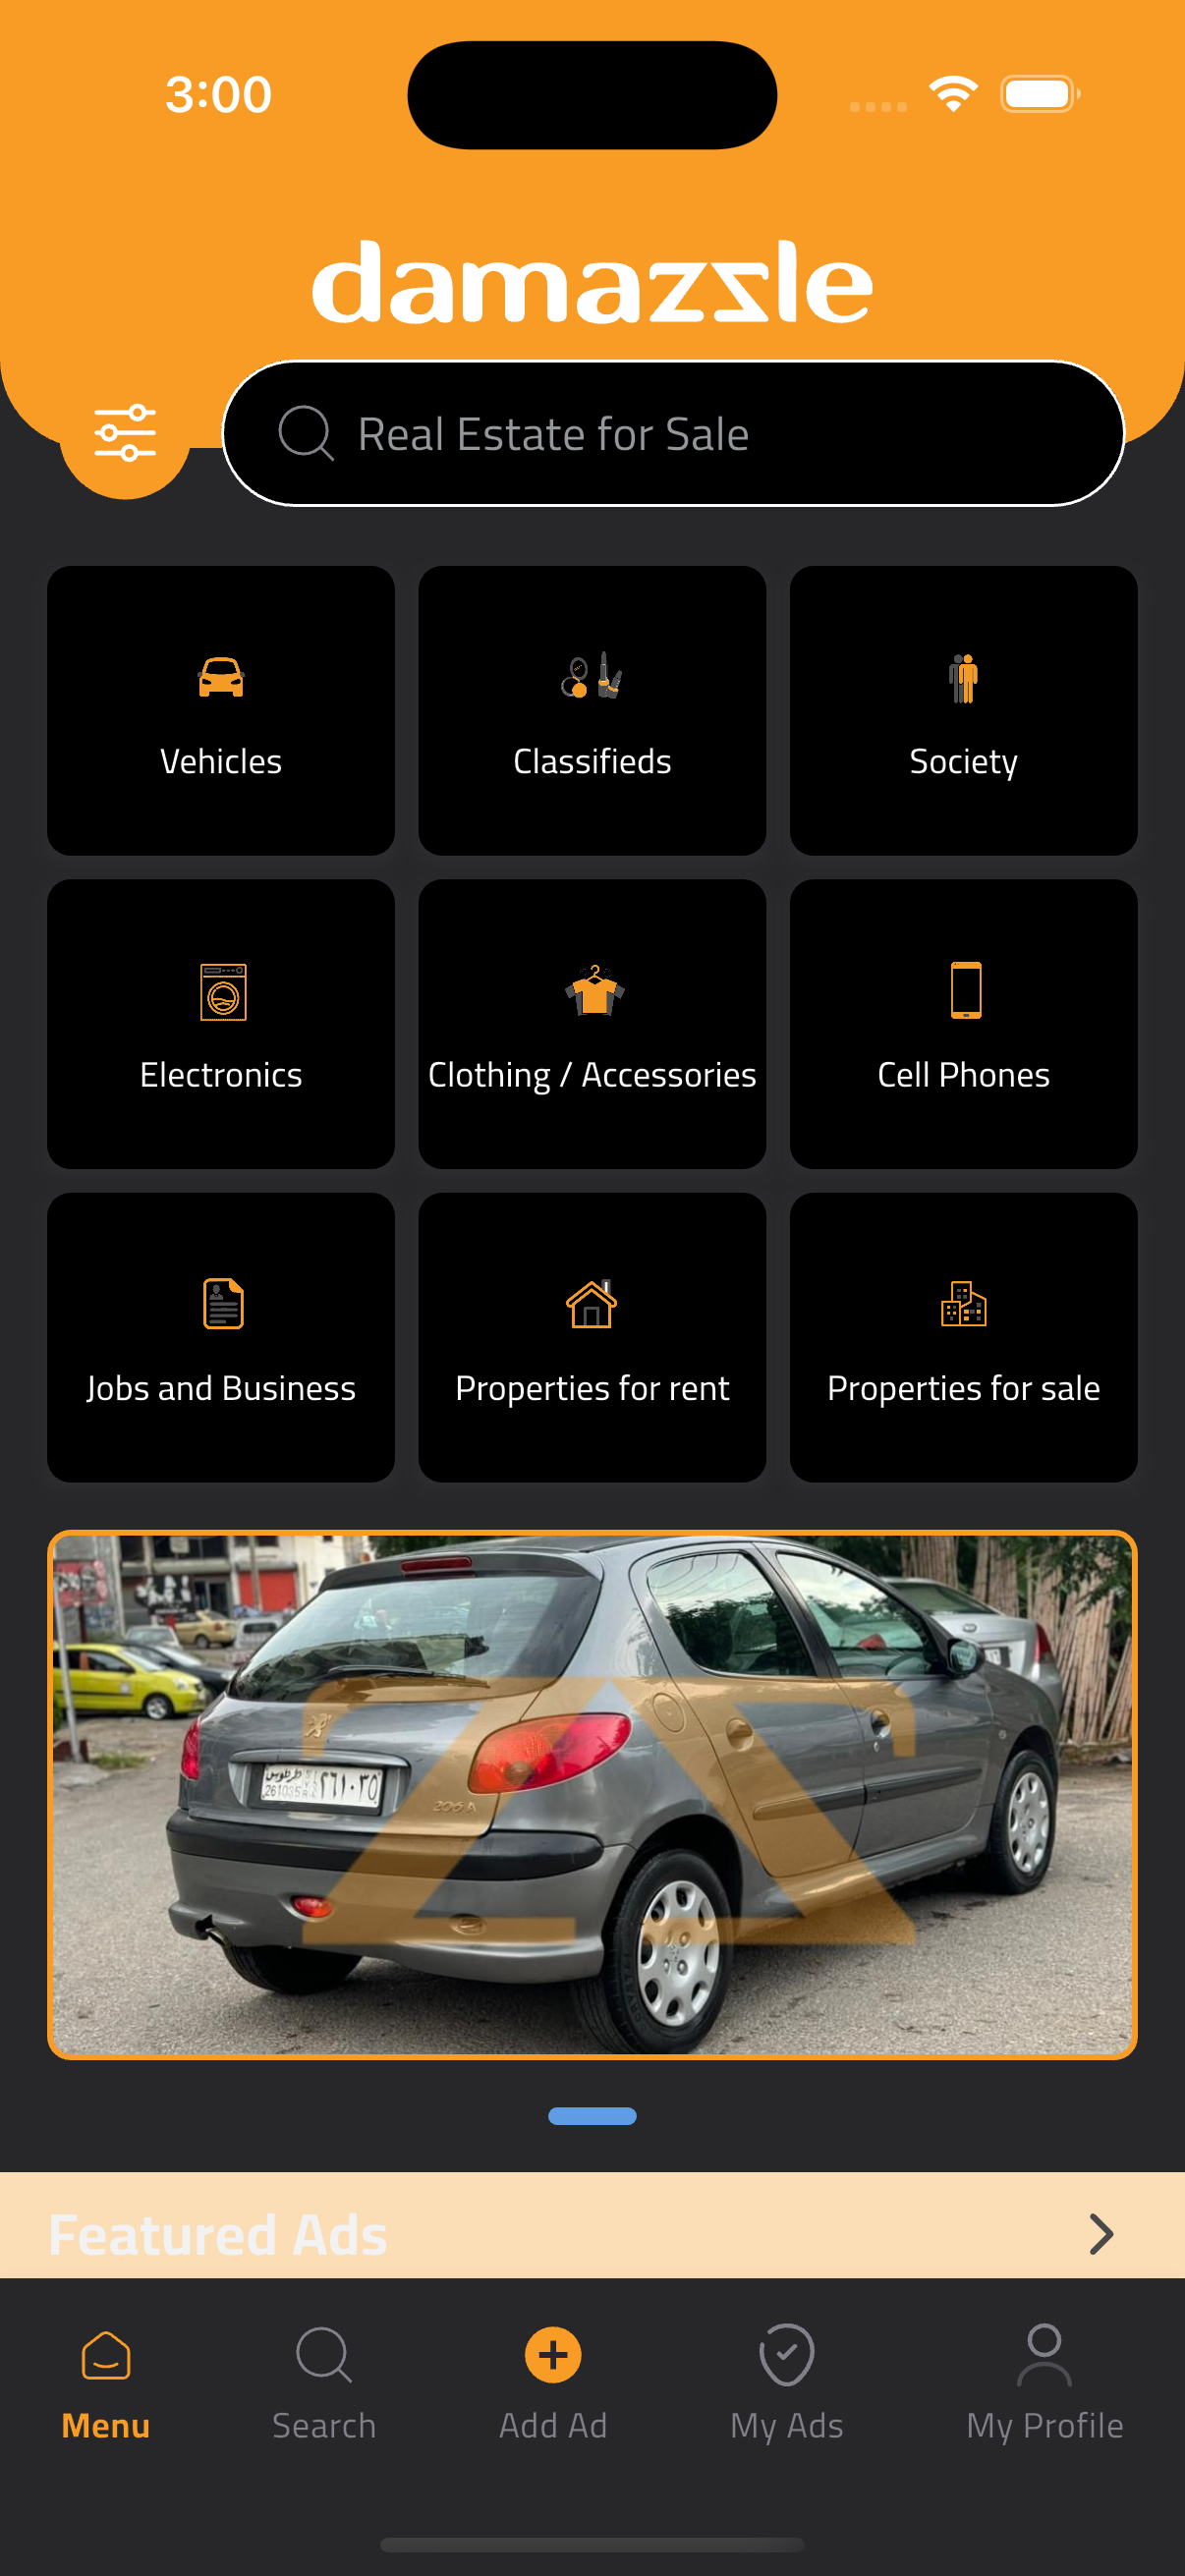 3:00
damazzle
Real Estate for Sale
Vehicles
Classifieds
Society
Electronics
Clothing / Accessories
Cell Phones
Jobs and Business
Properties for rent
Properties for sale
طرطوس
261035
٢٦١٠٣٥
206
Featured Ads
Menu
Search
Add Ad
My Ads
My Profile